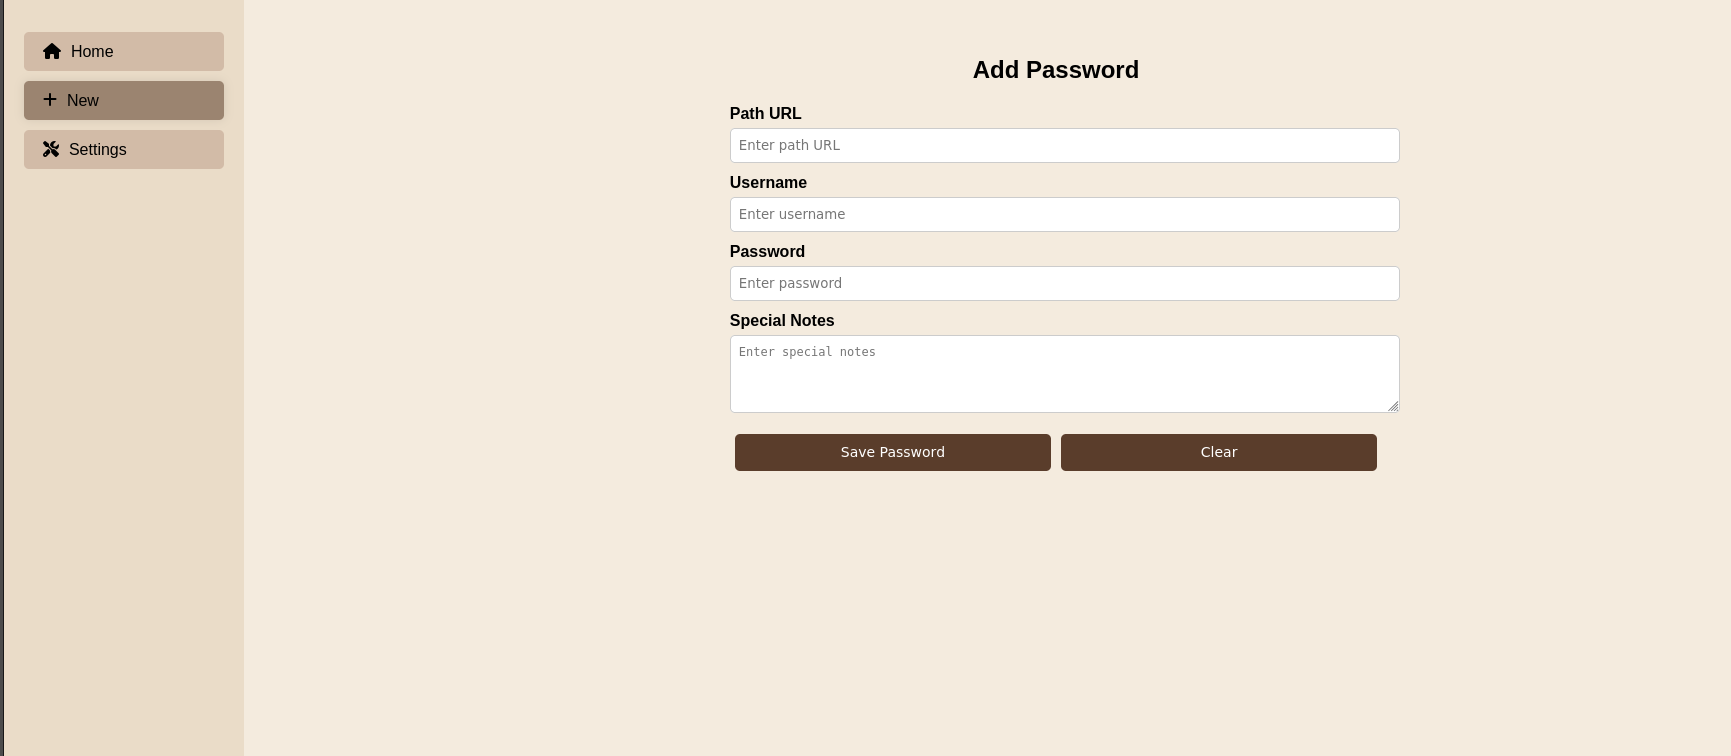 Home
New
Settings
Add Password
Path URL
Enter path URL
Username
Enter username
Password
Enter password
Special Notes
Enter special notes
Save Password
Clear